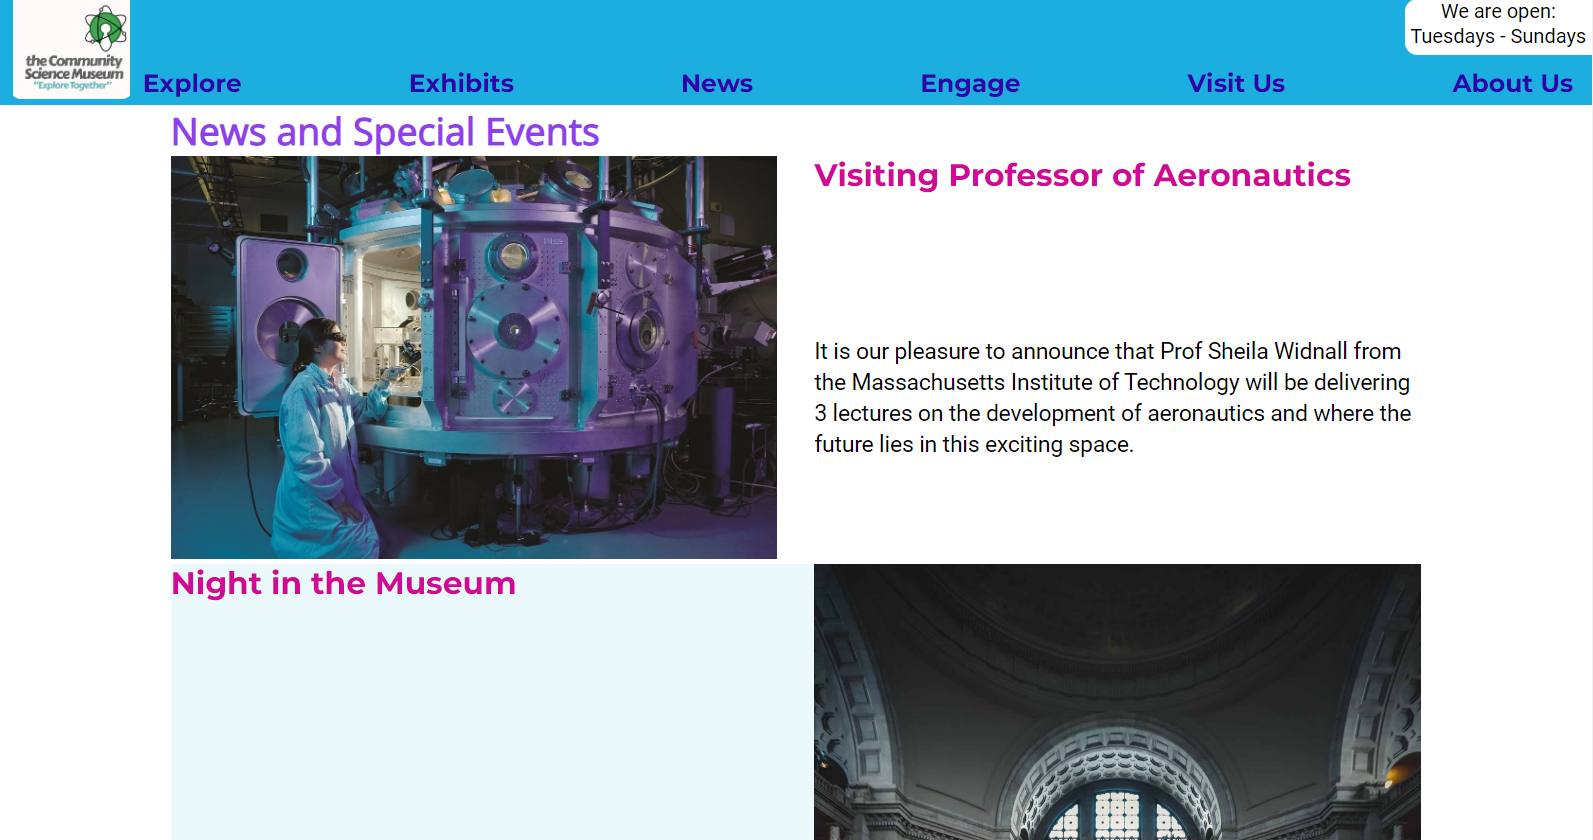 the Community
Science Museum
"Explore Together"
We are open:
Tuesdays - Sundays
Explore
Exhibits
News
Engage
Visit Us
About Us
News and Special Events
Visiting Professor of Aeronautics
It is our pleasure to announce that Prof Sheila Widnall from
the Massachusetts Institute of Technology will be delivering
3 lectures on the development of aeronautics and where the
future lies in this exciting space.
Night in the Museum